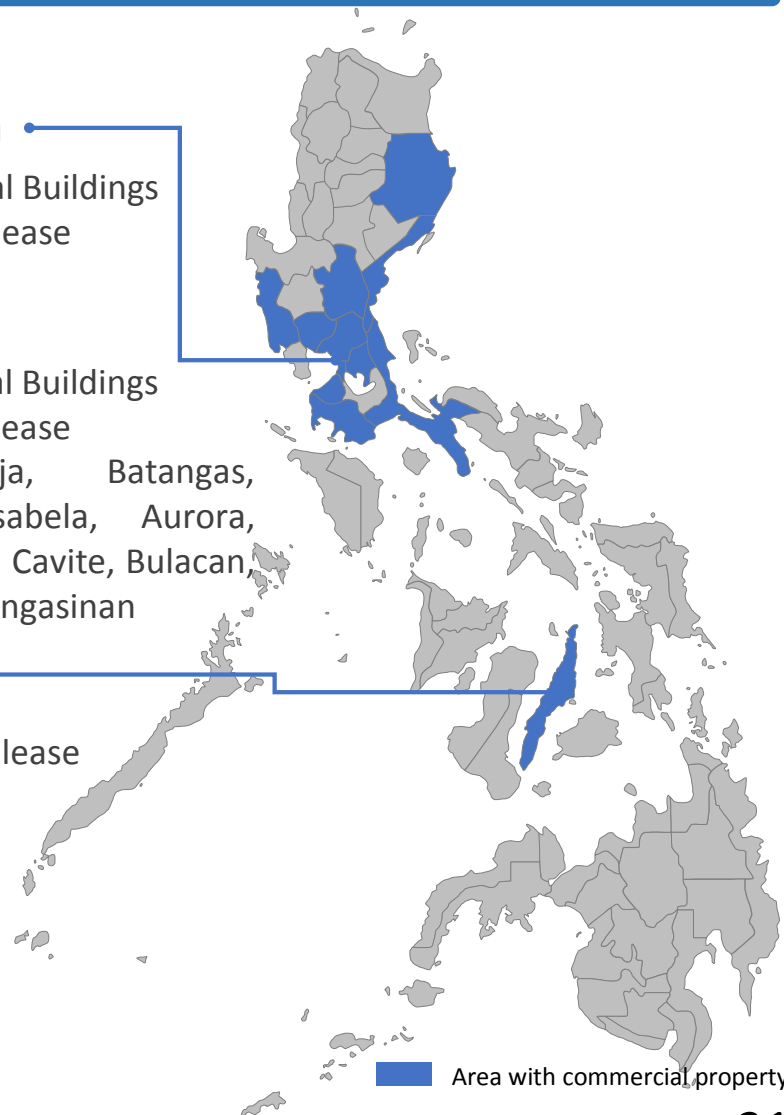 al Buildings
ease
al Buildings
ease
ja, Batangas,
sabela, Aurora,
Cavite, Bulacan,
ngasinan
lease
Area with commercial property